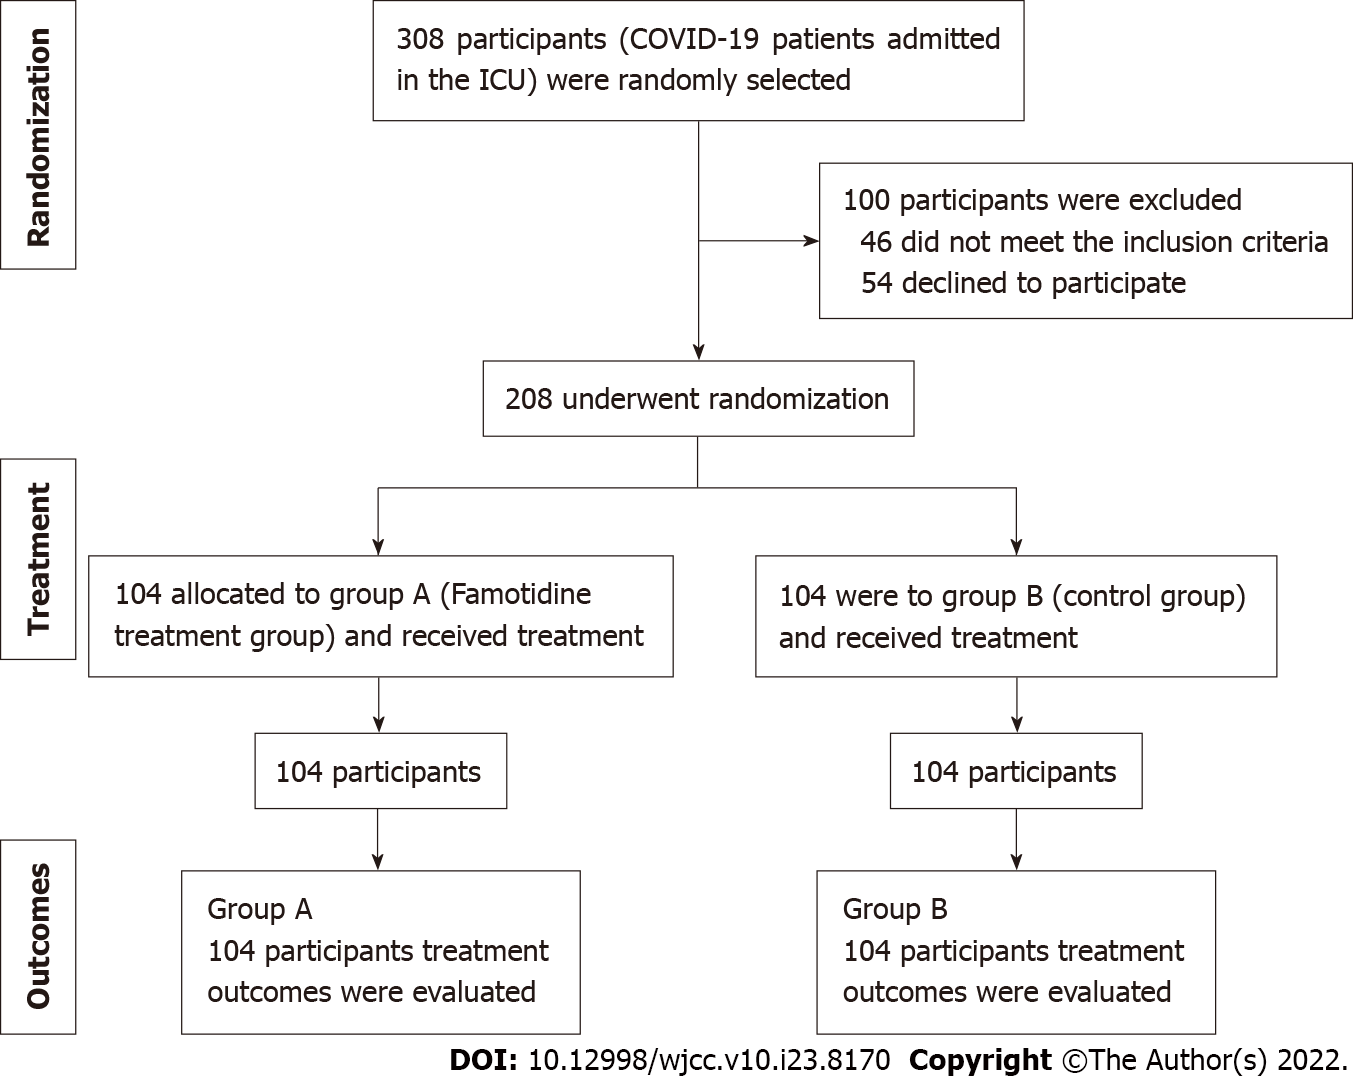 Randomization
308 participants (COVID-19 patients admitted
in the ICU) were randomly selected
100 participants were excluded
46 did not meet the inclusion criteria
54 declined to participate
208 underwent randomization
Treatment
104 allocated to group A (Famotidine
treatment group) and received treatment
104 were to group B (control group)
and received treatment
104 participants
104 participants
Outcomes
Group A
104 participants treatment
outcomes were evaluated
Group B
104 participants treatment
outcomes were evaluated
DOI: 10.12998/wjcc.v10.i23.8170 Copyright ©The Author(s) 2022.